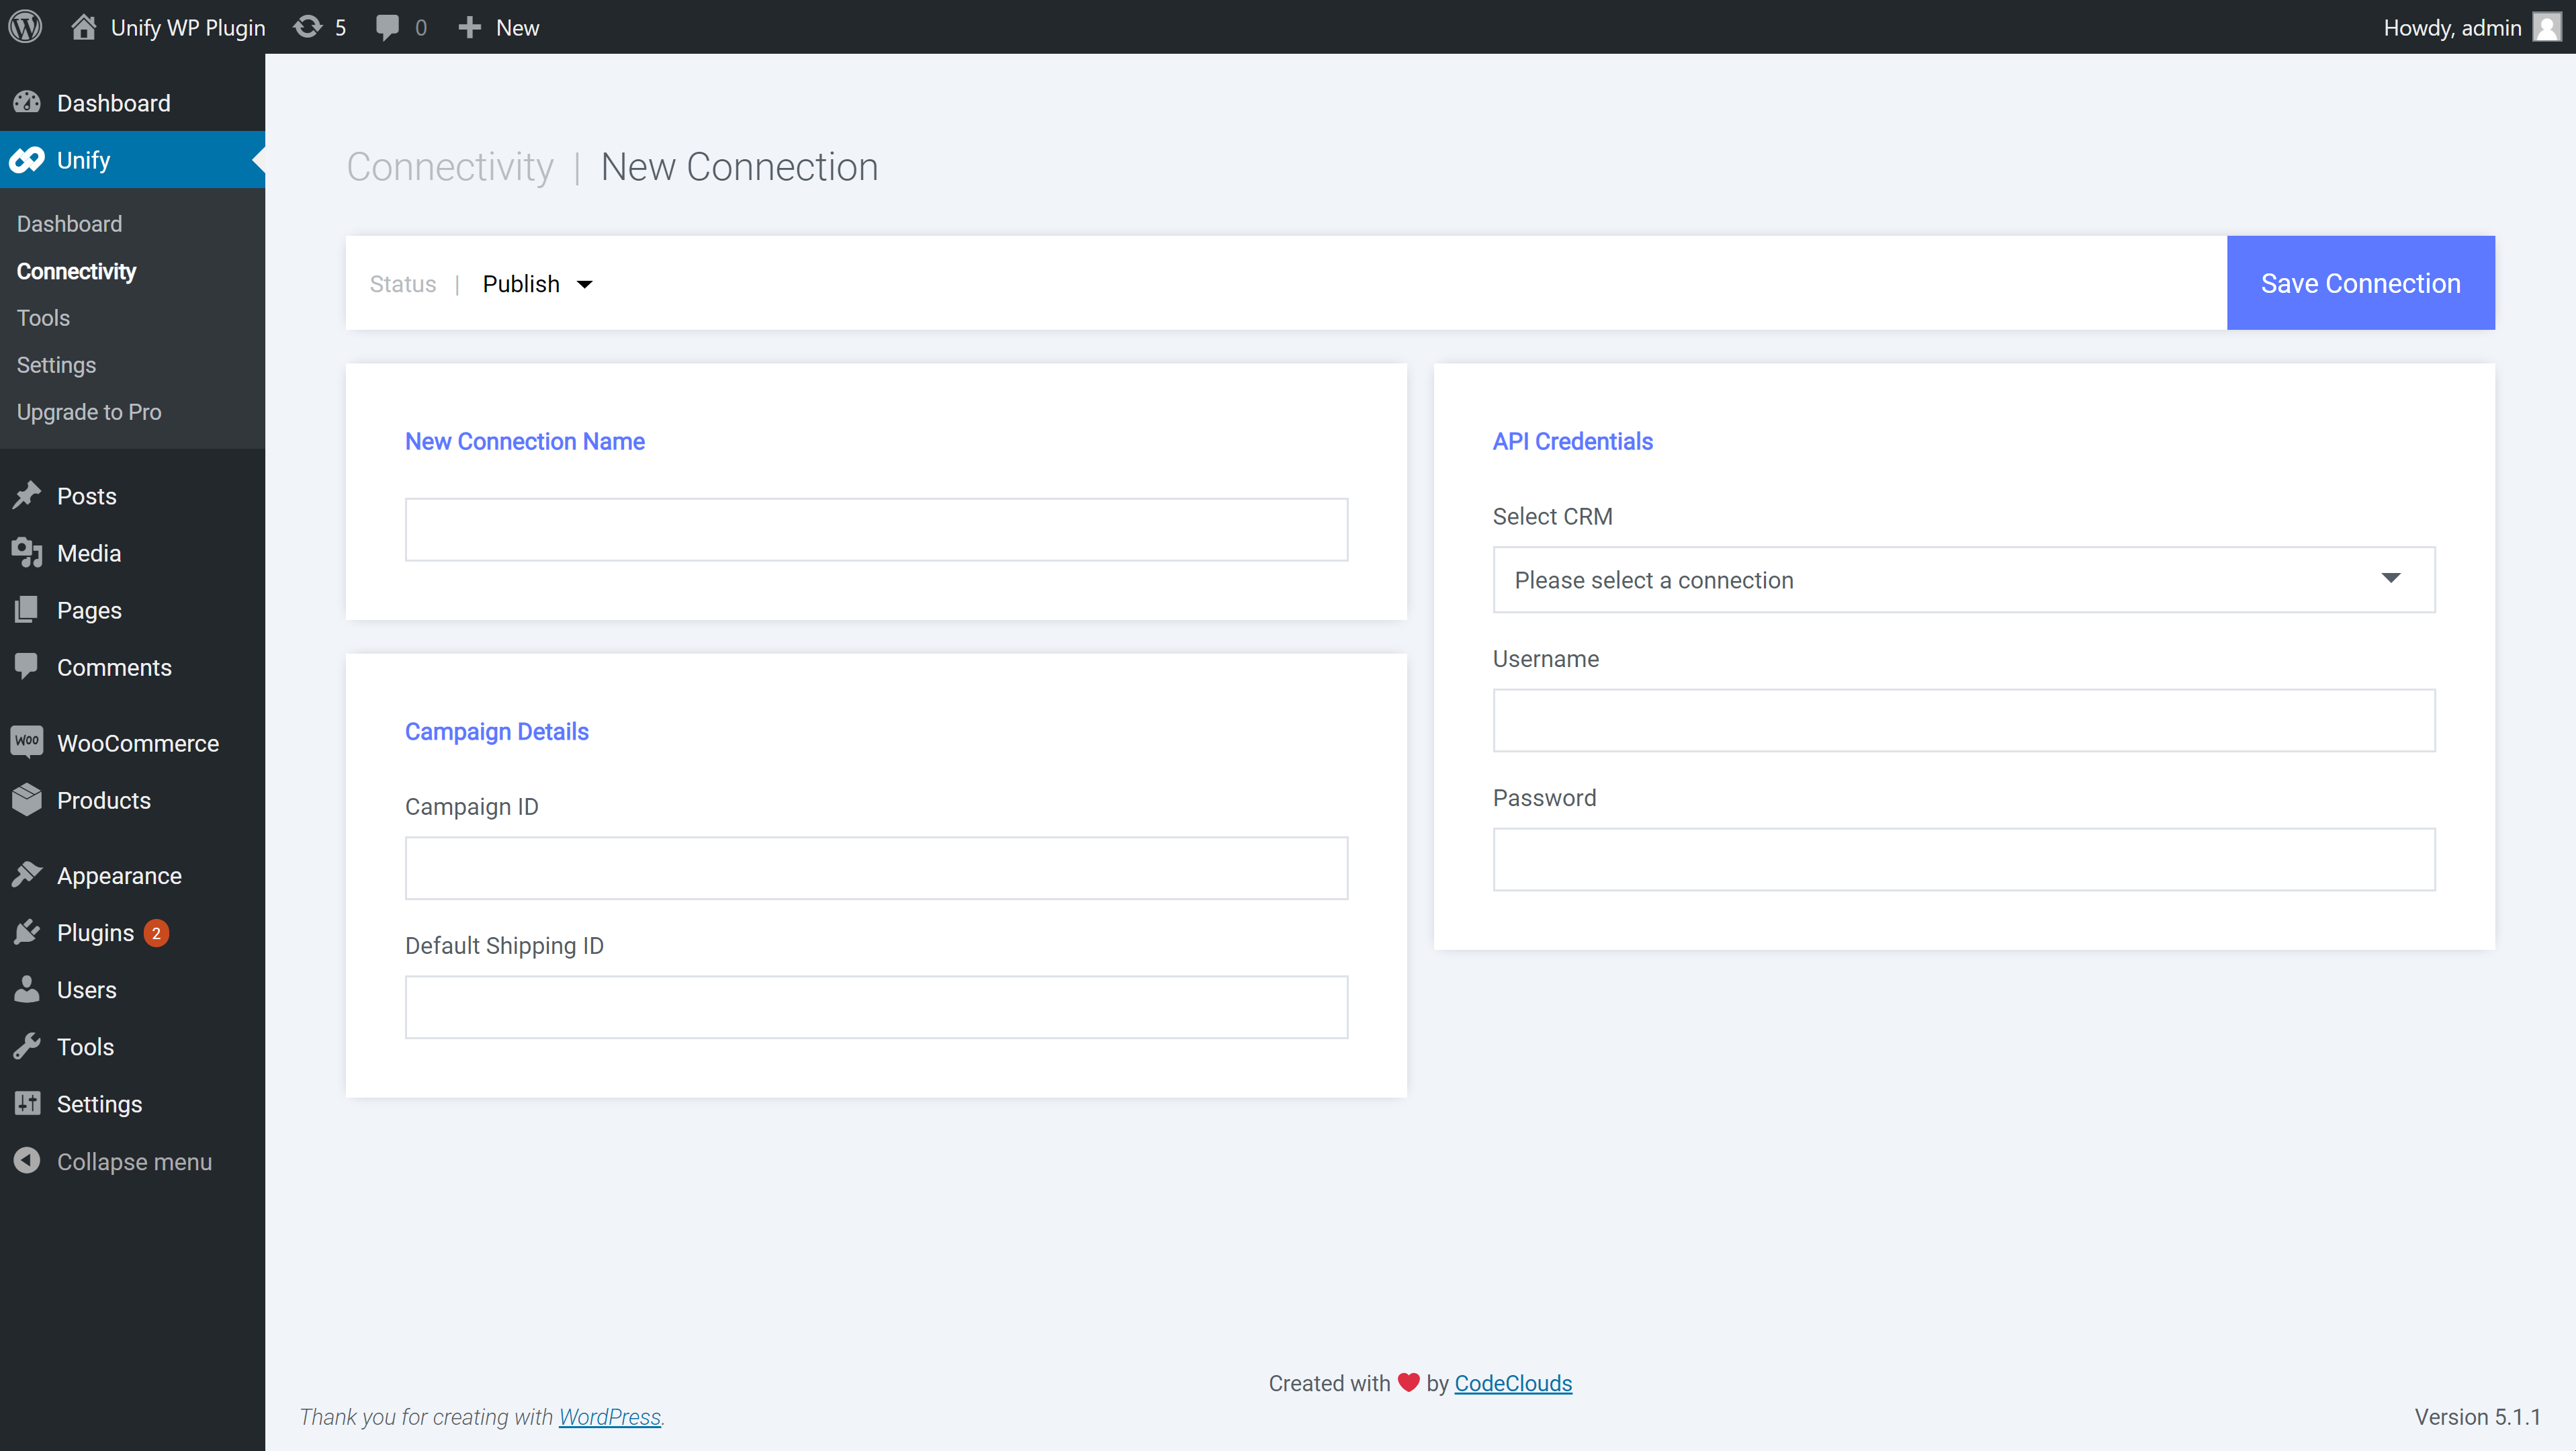 Unify WP Plugin 5 0 New Howdy, admin
Dashboard
Unify
Dashboard
Connectivity
Tools
Settings
Upgrade to Pro
Posts
Media
Pages
Comments
Woo WooCommerce
Products
Appearance
Plugins 2
Users
Tools
Settings
Collapse menu
Connectivity | New Connection
Status | Publish
Save Connection
New Connection Name
Campaign Details
Campaign ID
Default Shipping ID
API Credentials
Select CRM
Please select a connection
Username
Password
Created with ❤ by CodeClouds
Thank you for creating with WordPress.
Version 5.1.1